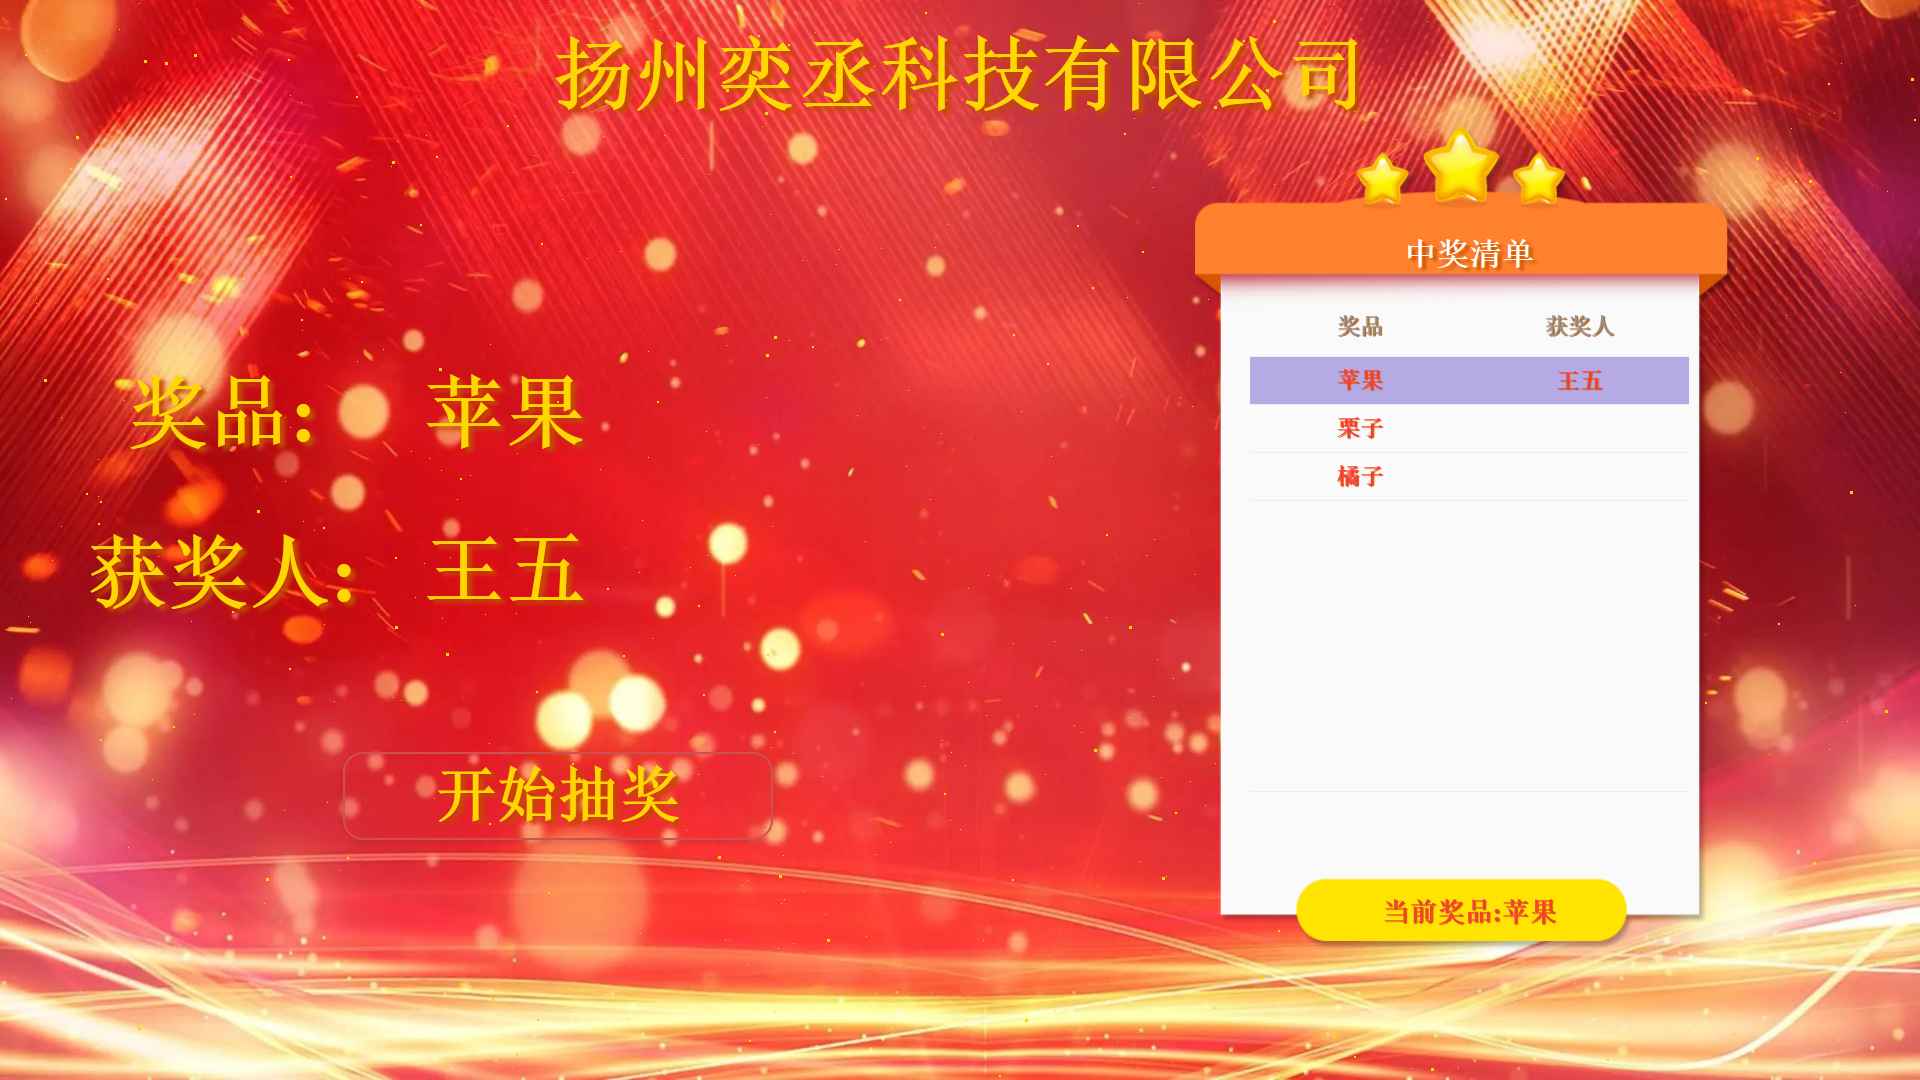 扬州奕丞科技有限公司
奖品: 苹果
获奖人: 王五
开始抽奖
中奖清单
奖品 获奖人
苹果 王五
栗子
橘子
当前奖品:苹果